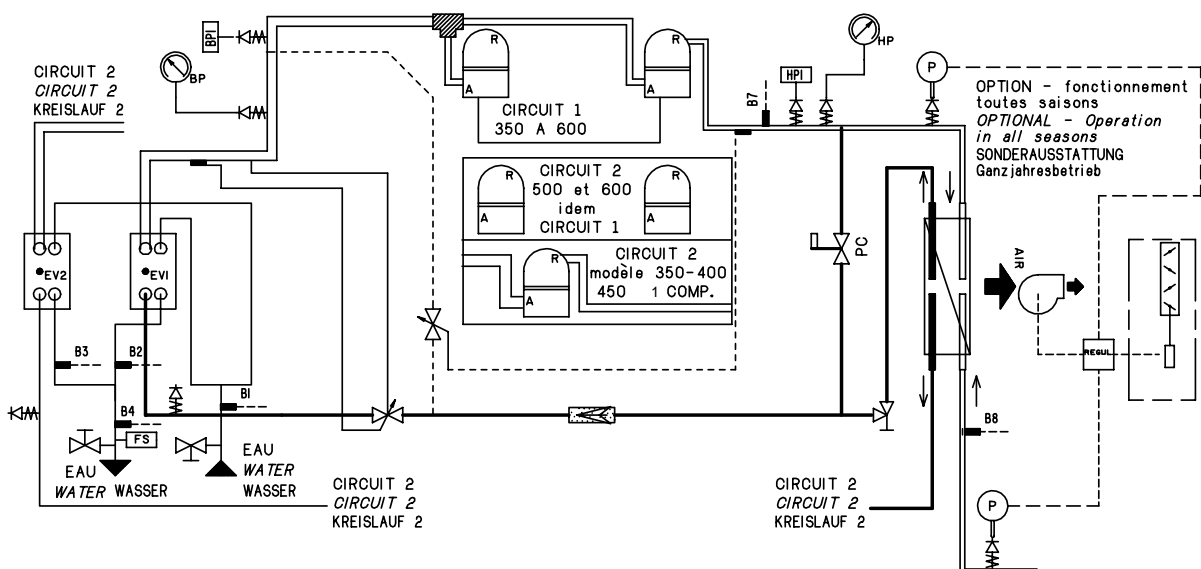 BPI
BP
CIRCUIT 2
CIRCUIT 2
KREISLAUF 2
R
A
R
A
CIRCUIT 1
350 A 600
HP
HPI
B7
P
OPTION - fonctionnement
toutes saisons
OPTIONAL - Operation
in all seasons
SONDERAUSSTATTUNG
Ganzjahresbetrieb
R
A
R
A
CIRCUIT 2
500 et 600
idem
CIRCUIT 1
R
A
CIRCUIT 2
modèle 350-400
450 1 COMP.
PC
AIR
EV2
EV1
REGUL
B3
B2
B4
B1
FS
B8
EAU
WATER WASSER
EAU
WATER
WASSER
CIRCUIT 2
CIRCUIT 2
KREISLAUF 2
CIRCUIT 2
CIRCUIT 2
KREISLAUF 2
P